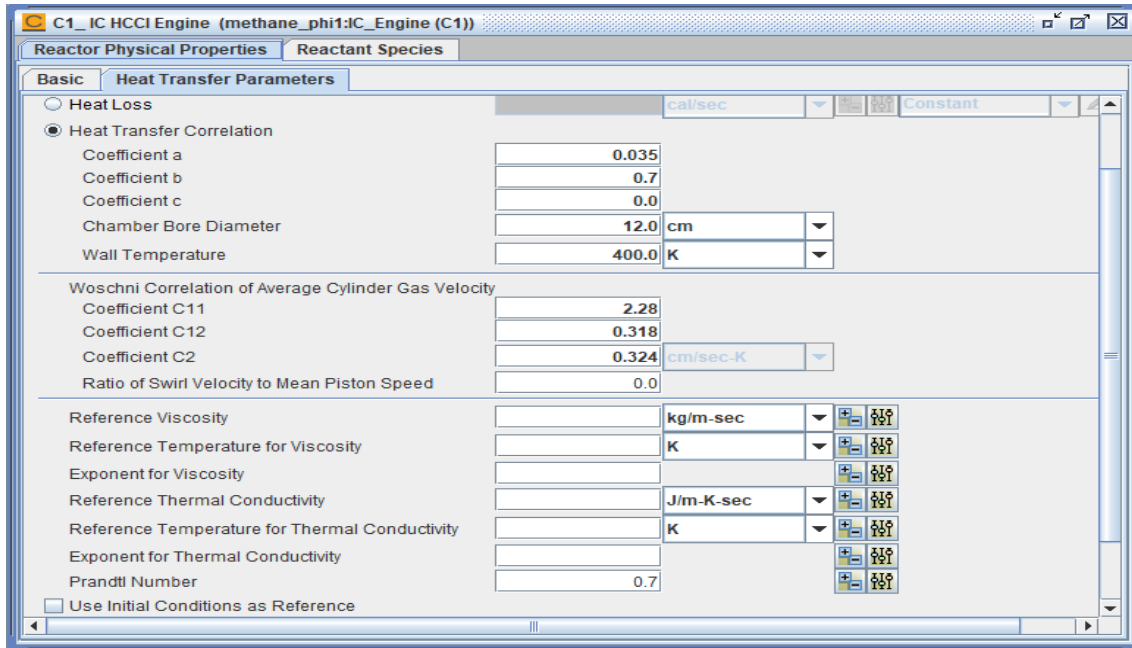 C C1_ IC HCCI Engine (methane_phi1:IC_Engine (C1))
Reactor Physical Properties Reactant Species
Basic Heat Transfer Parameters
Heat Loss cal/sec Constant
Heat Transfer Correlation
Coefficient a 0.035
Coefficient b 0.7
Coefficient c 0.0
Chamber Bore Diameter 12.0 cm
Wall Temperature 400.0 K
Woschni Correlation of Average Cylinder Gas Velocity
Coefficient C11 2.28
Coefficient C12 0.318
Coefficient C2 0.324 cm/sec-K
Ratio of Swirl Velocity to Mean Piston Speed 0.0
Reference Viscosity kg/m-sec
Reference Temperature for Viscosity K
Exponent for Viscosity
Reference Thermal Conductivity J/m-K-sec
Reference Temperature for Thermal Conductivity K
Exponent for Thermal Conductivity
Prandtl Number 0.7
Use Initial Conditions as Reference